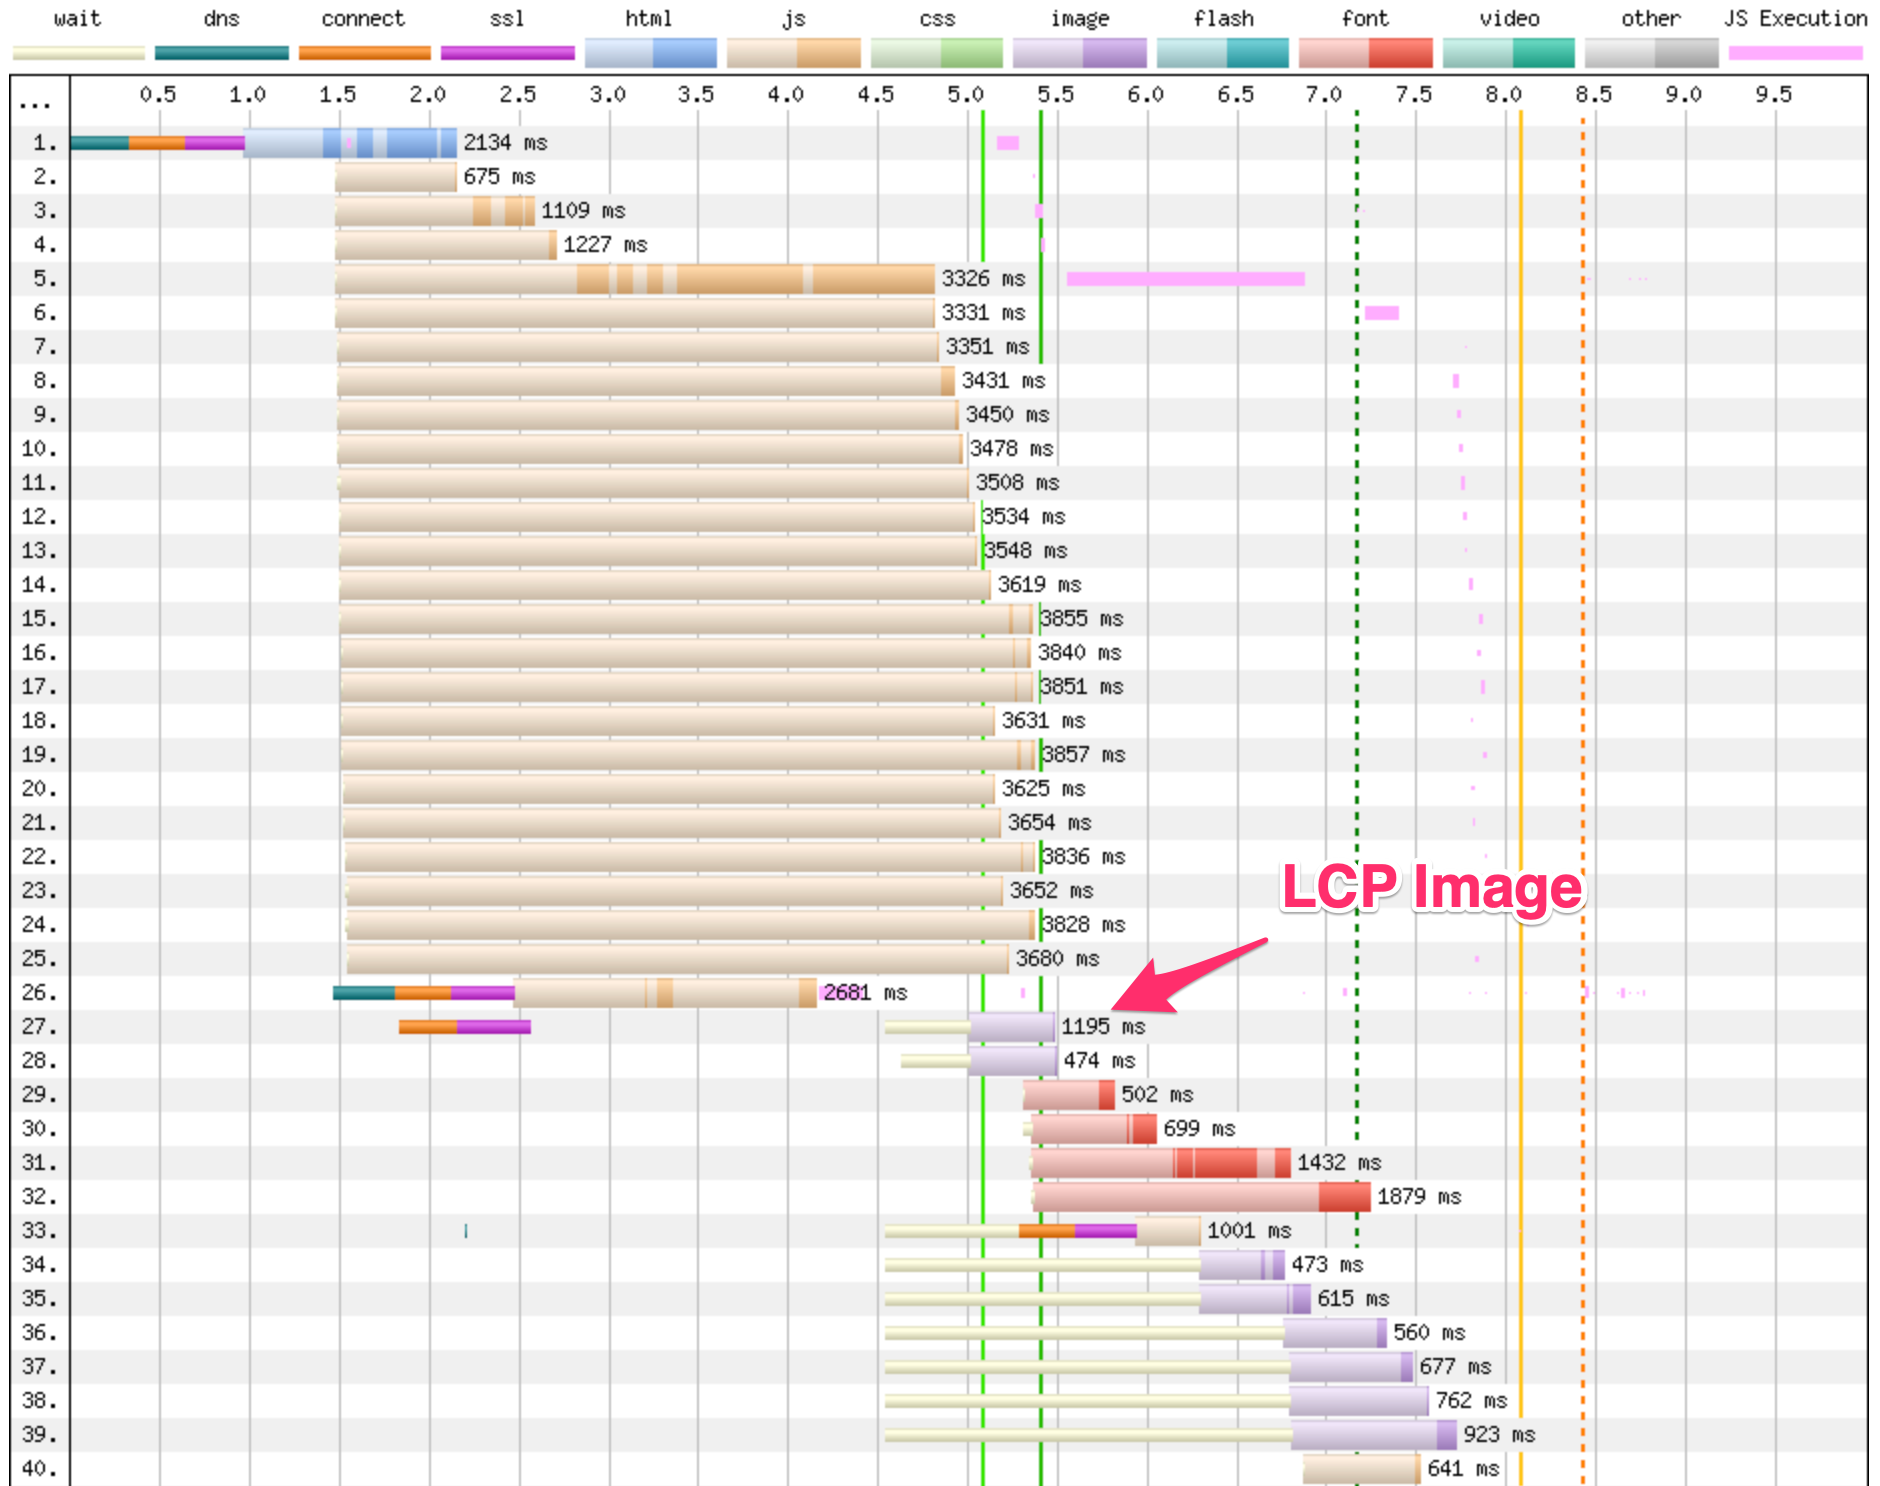 wait dns connect ssl html js css image flash font video other JS Execution
... 0.5 1.0 1.5 2.0 2.5 3.0 3.5 4.0 4.5 5.0 5.5 6.0 6.5 7.0 7.5 8.0 8.5 9.0 9.5
1. 2134 ms
2. 675 ms
3. 1109 ms
4. 1227 ms
5. 3326 ms
6. 3331 ms
7. 3351 ms
8. 3431 ms
9. 3450 ms
10. 3478 ms
11. 3508 ms
12. 3534 ms
13. 3548 ms
14. 3619 ms
15. 3855 ms
16. 3840 ms
17. 3851 ms
18. 3631 ms
19. 3857 ms
20. 3625 ms
21. 3654 ms
22. 3836 ms
LCP Image
23. 3652 ms
24. 3828 ms
25. 3680 ms
26. 2681 ms
27. 1195 ms
28. 474 ms
29. 502 ms
30. 699 ms
31. 1432 ms
32. 1879 ms
33. 1001 ms
34. 473 ms
35. 615 ms
36. 560 ms
37. 677 ms
38. 762 ms
39. 923 ms
40. 641 ms